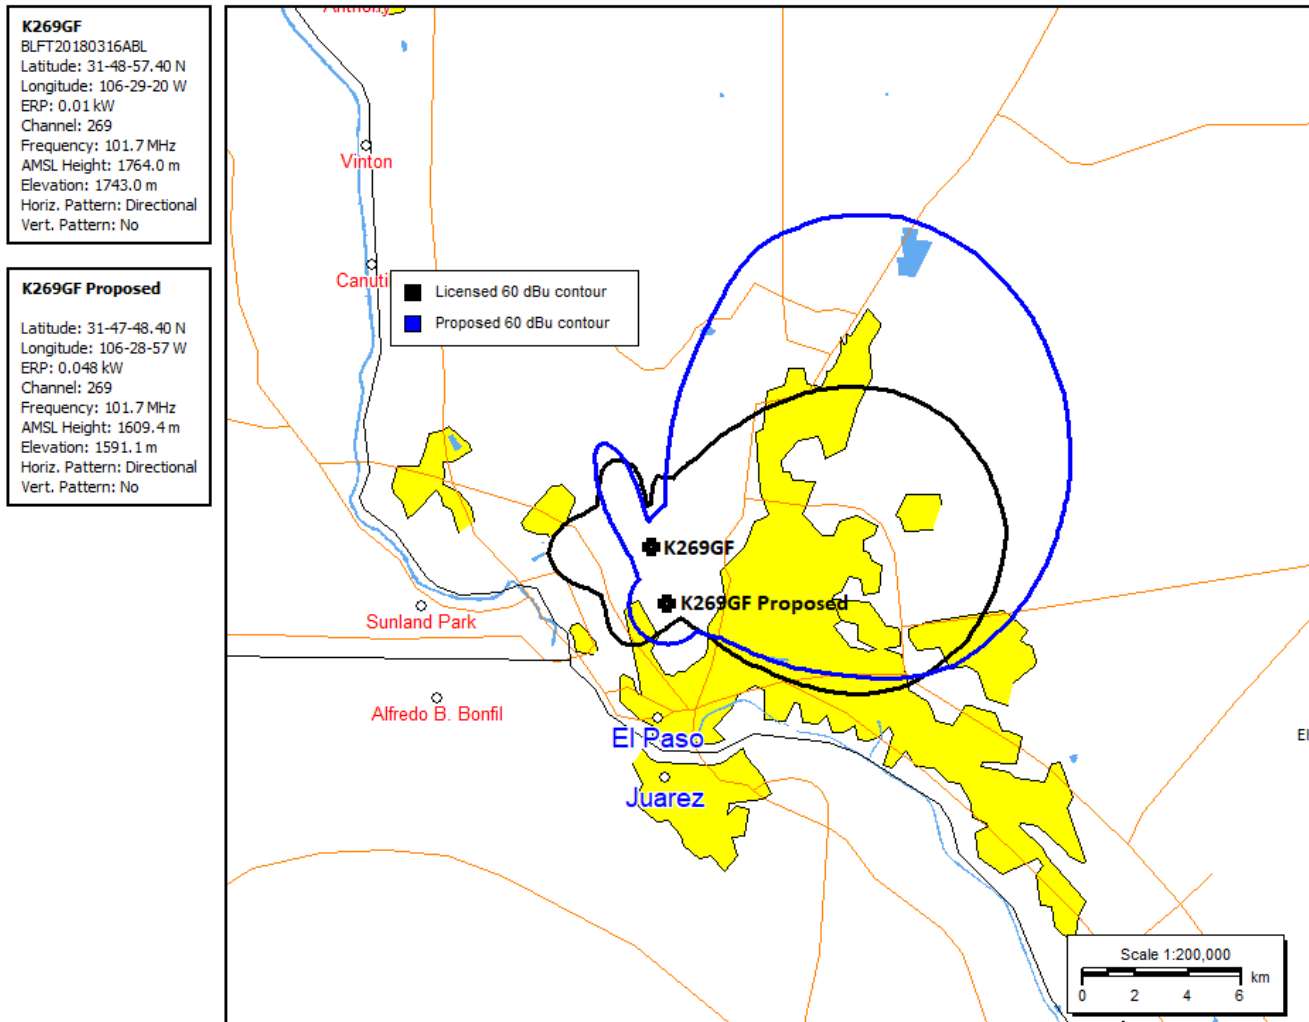 K269GF
BLFT20180316ABL
Latitude: 31-48-57.40 N
Longitude: 106-29-20 W
ERP: 0.01 kW
Channel: 269
Frequency: 101.7 MHz
AMSL Height: 1764.0 m
Elevation: 1743.0 m
Horiz. Pattern: Directional
Vert. Pattern: No
K269GF Proposed
Latitude: 31-47-48.40 N
Longitude: 106-28-57 W
ERP: 0.048 kW
Channel: 269
Frequency: 101.7 MHz
AMSL Height: 1609.4 m
Elevation: 1591.1 m
Horiz. Pattern: Directional
Vert. Pattern: No
Anthony
Vinton
Canuti
Licensed 60 dBu contour
Proposed 60 dBu contour
K269GF
K269GF Proposed
Sunland Park
Alfredo B. Bonfil
El Paso
El
Juarez
Scale 1:200,000
km
0 2 4 6